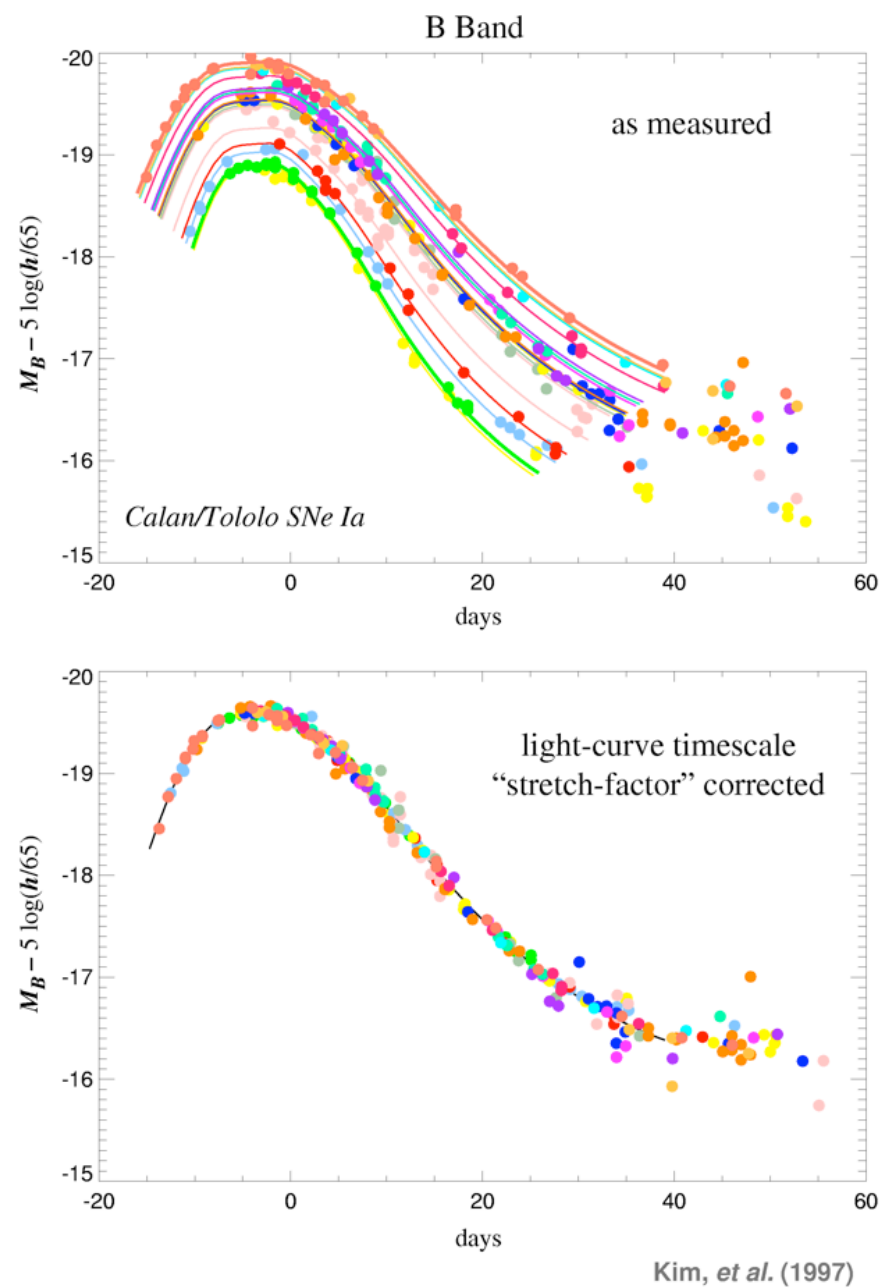 B Band
-20
as measured
-19
-18
M_B – 5 log(h/65)
-17
-16
Calan/Tololo SNe Ia
-15
-20 0 20 40 60
days
-20
light-curve timescale
“stretch-factor” corrected
-19
-18
M_B – 5 log(h/65)
-17
-16
-15
-20 0 20 40 60
days
Kim, et al. (1997)